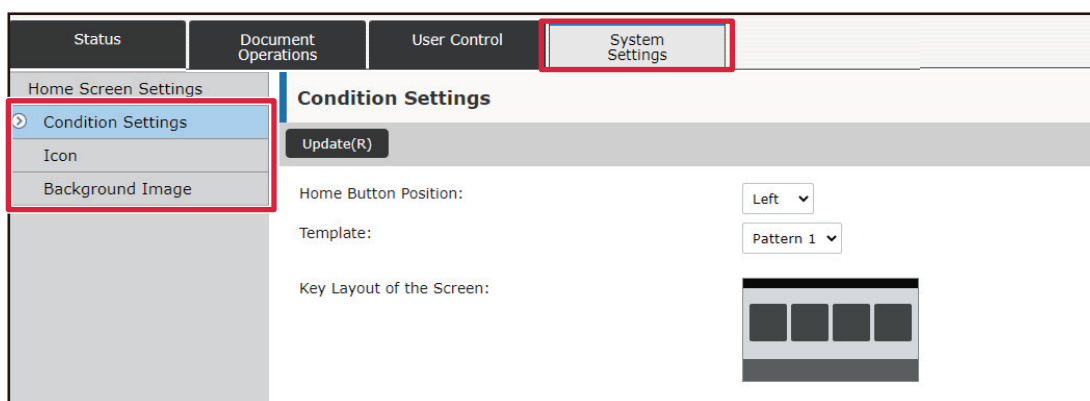 Status
Document
Operations
User Control
System
Settings
Home Screen Settings
Condition Settings
Icon
Background Image
Condition Settings
Update(R)
Home Button Position:
Left
Template:
Pattern 1
Key Layout of the Screen: